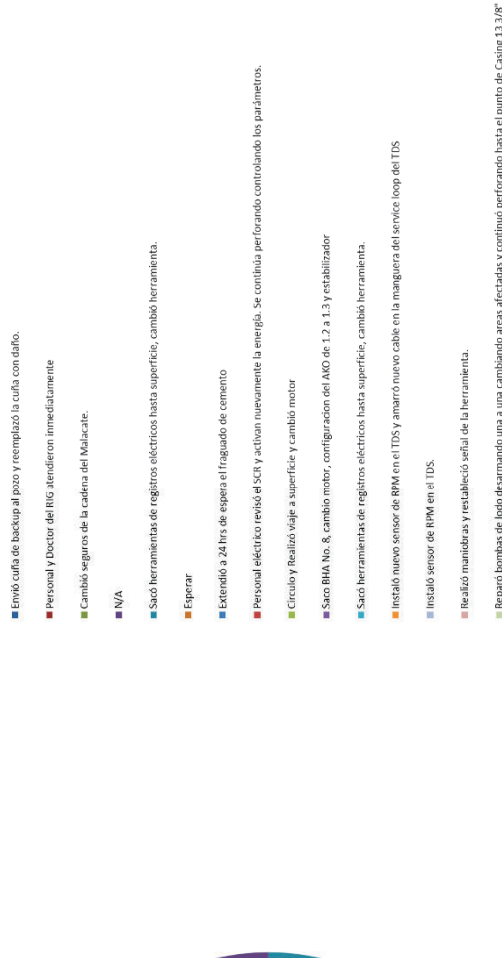 Envió cuña de backup al pozo y reemplazó la cuña con daño.
Personal y Doctor del RIG atendieron inmediatamente
Cambió seguros de la cadena del Malacate.
N/A
Sacó herramientas de registros eléctricos hasta superficie, cambió herramienta.
Esperar
Extendió a 24 hrs de espera el fraguado de cemento
Personal eléctrico revisó el SCR y activan nuevamente la energía. Se continúa perforando controlando los parámetros.
Circulo y Realizó viaje a superficie y cambió motor
Saco BHA No. 8, cambio motor, configuracion del AKO de 1.2 a 1.3 y estabilizador
Sacó herramientas de registros eléctricos hasta superficie, cambió herramienta.
Instaló nuevo sensor de RPM en el TDS y amarró nuevo cable en la manguera del service loop del TDS
Instaló sensor de RPM en el TDS.
Realizó maniobras y restableció señal de la herramienta.
Reparó bombas de lodo desarmando una a una cambiando areas afectadas y continuó perforando hasta el punto de Casing 13 3/8"